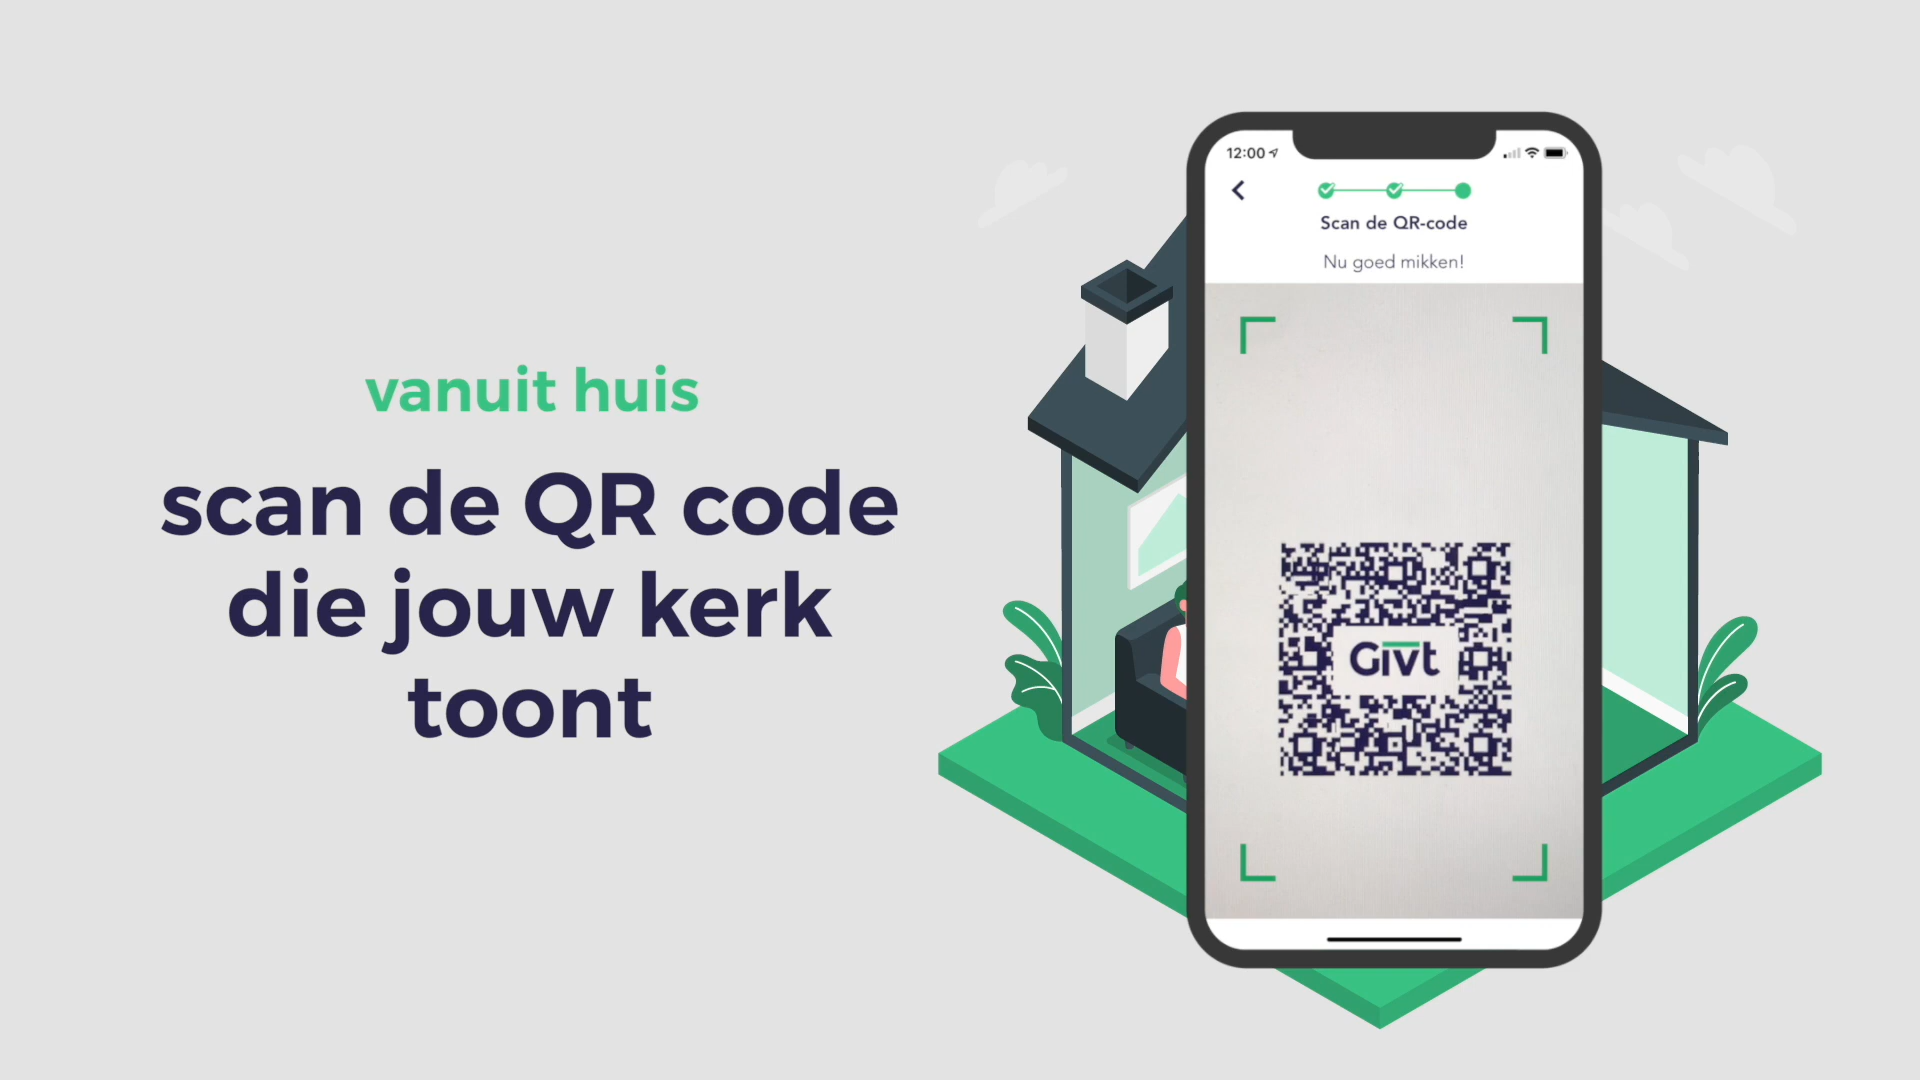 vanuit huis
scan de QR code
die jouw kerk
toont
12:00
Scan de QR-code
Nu goed mikken!
Givt